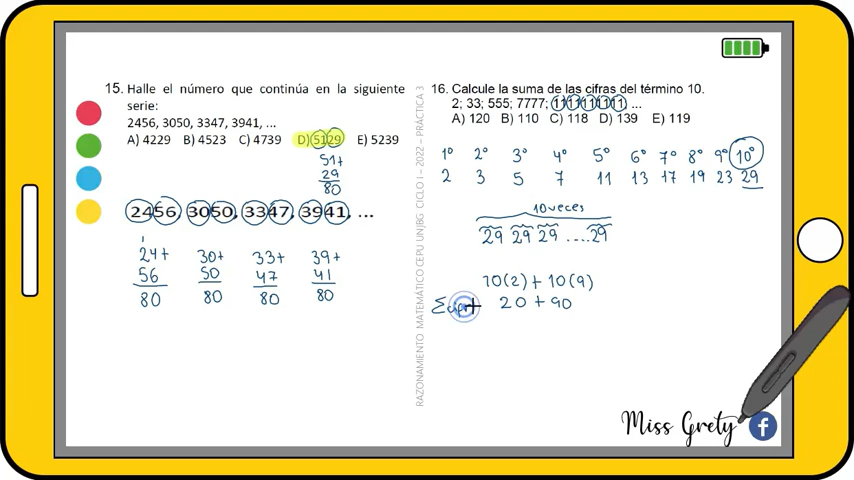 15. Halle el número que continúa en la siguiente
serie:
2456, 3050, 3347, 3941, ...
A) 4229 B) 4523 C) 4739 D) 5129 E) 5239
51+
29
80
2456, 3050, 3347, 3941, ...
1
24+ 30+ 33+ 39+
56 50 47 41
80 80 80 80
RAZONAMIENTO MATEMÁTICO CEPU UNJBG CICLO I - 2022 – PRÁCTICA 3
16. Calcule la suma de las cifras del término 10.
2; 33; 555; 7777; 1111111111, ...
A) 120 B) 110 C) 118 D) 139 E) 119
1° 2° 3° 4° 5° 6° 7° 8° 9° 10°
2 3 5 7 11 13 17 19 23 29
10veces
29 29 29 .... 29
10(2) + 10(9)
20 + 90
Miss Grety
f